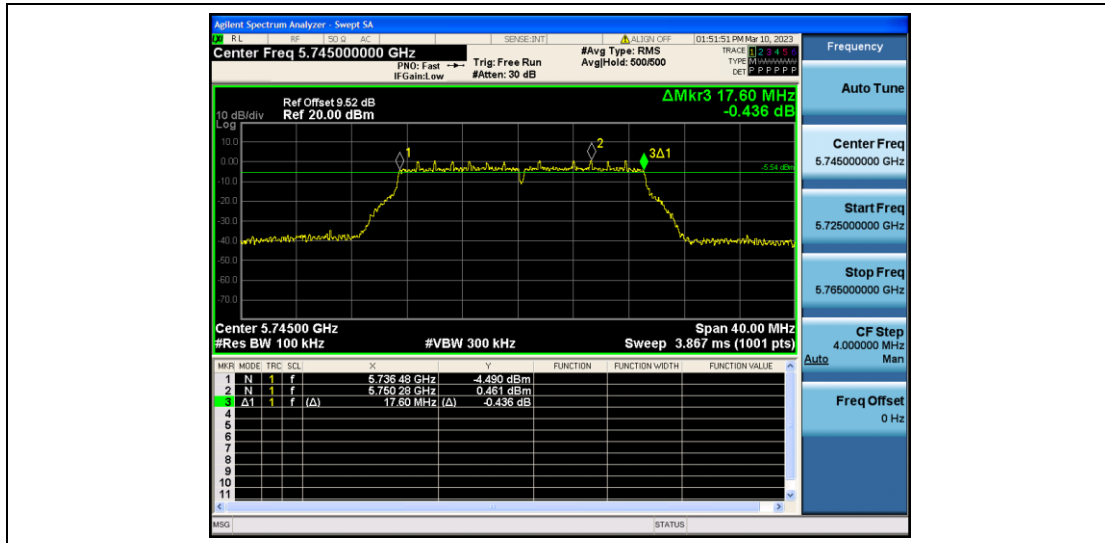 Agilent Spectrum Analyzer - Swept SA
RL RF 50 Ω AC SENSE:INT ALIGN OFF 01:51:51 PM Mar 10, 2023
Center Freq 5.745000000 GHz
PNO: Fast
IFGain:Low
Trig: Free Run
#Atten: 30 dB
#Avg Type: RMS
Avg|Hold: 500/500
TRACE 1 2 3 4 5 6
TYPE M
DET P P P P P P
ΔMkr3 17.60 MHz
-0.436 dB
Ref Offset 9.52 dB
10 dB/div Ref 20.00 dBm
Log
10.0
0.00
-10.0
-20.0
-30.0
-40.0
-50.0
-60.0
-70.0
1
2
3Δ1
-5.54 dBm
Center 5.74500 GHz Span 40.00 MHz
#Res BW 100 kHz #VBW 300 kHz Sweep 3.867 ms (1001 pts)
MKR MODE TRC SCL X Y FUNCTION FUNCTION WIDTH FUNCTION VALUE
1 N 1 f 5.736 48 GHz -4.490 dBm
2 N 1 f 5.750 28 GHz 0.461 dBm
3 Δ1 1 f (Δ) 17.60 MHz (Δ) -0.436 dB
4
5
6
7
8
9
10
11
MSG STATUS
Frequency
Auto Tune
Center Freq
5.745000000 GHz
Start Freq
5.725000000 GHz
Stop Freq
5.765000000 GHz
CF Step
4.000000 MHz
Auto Man
Freq Offset
0 Hz